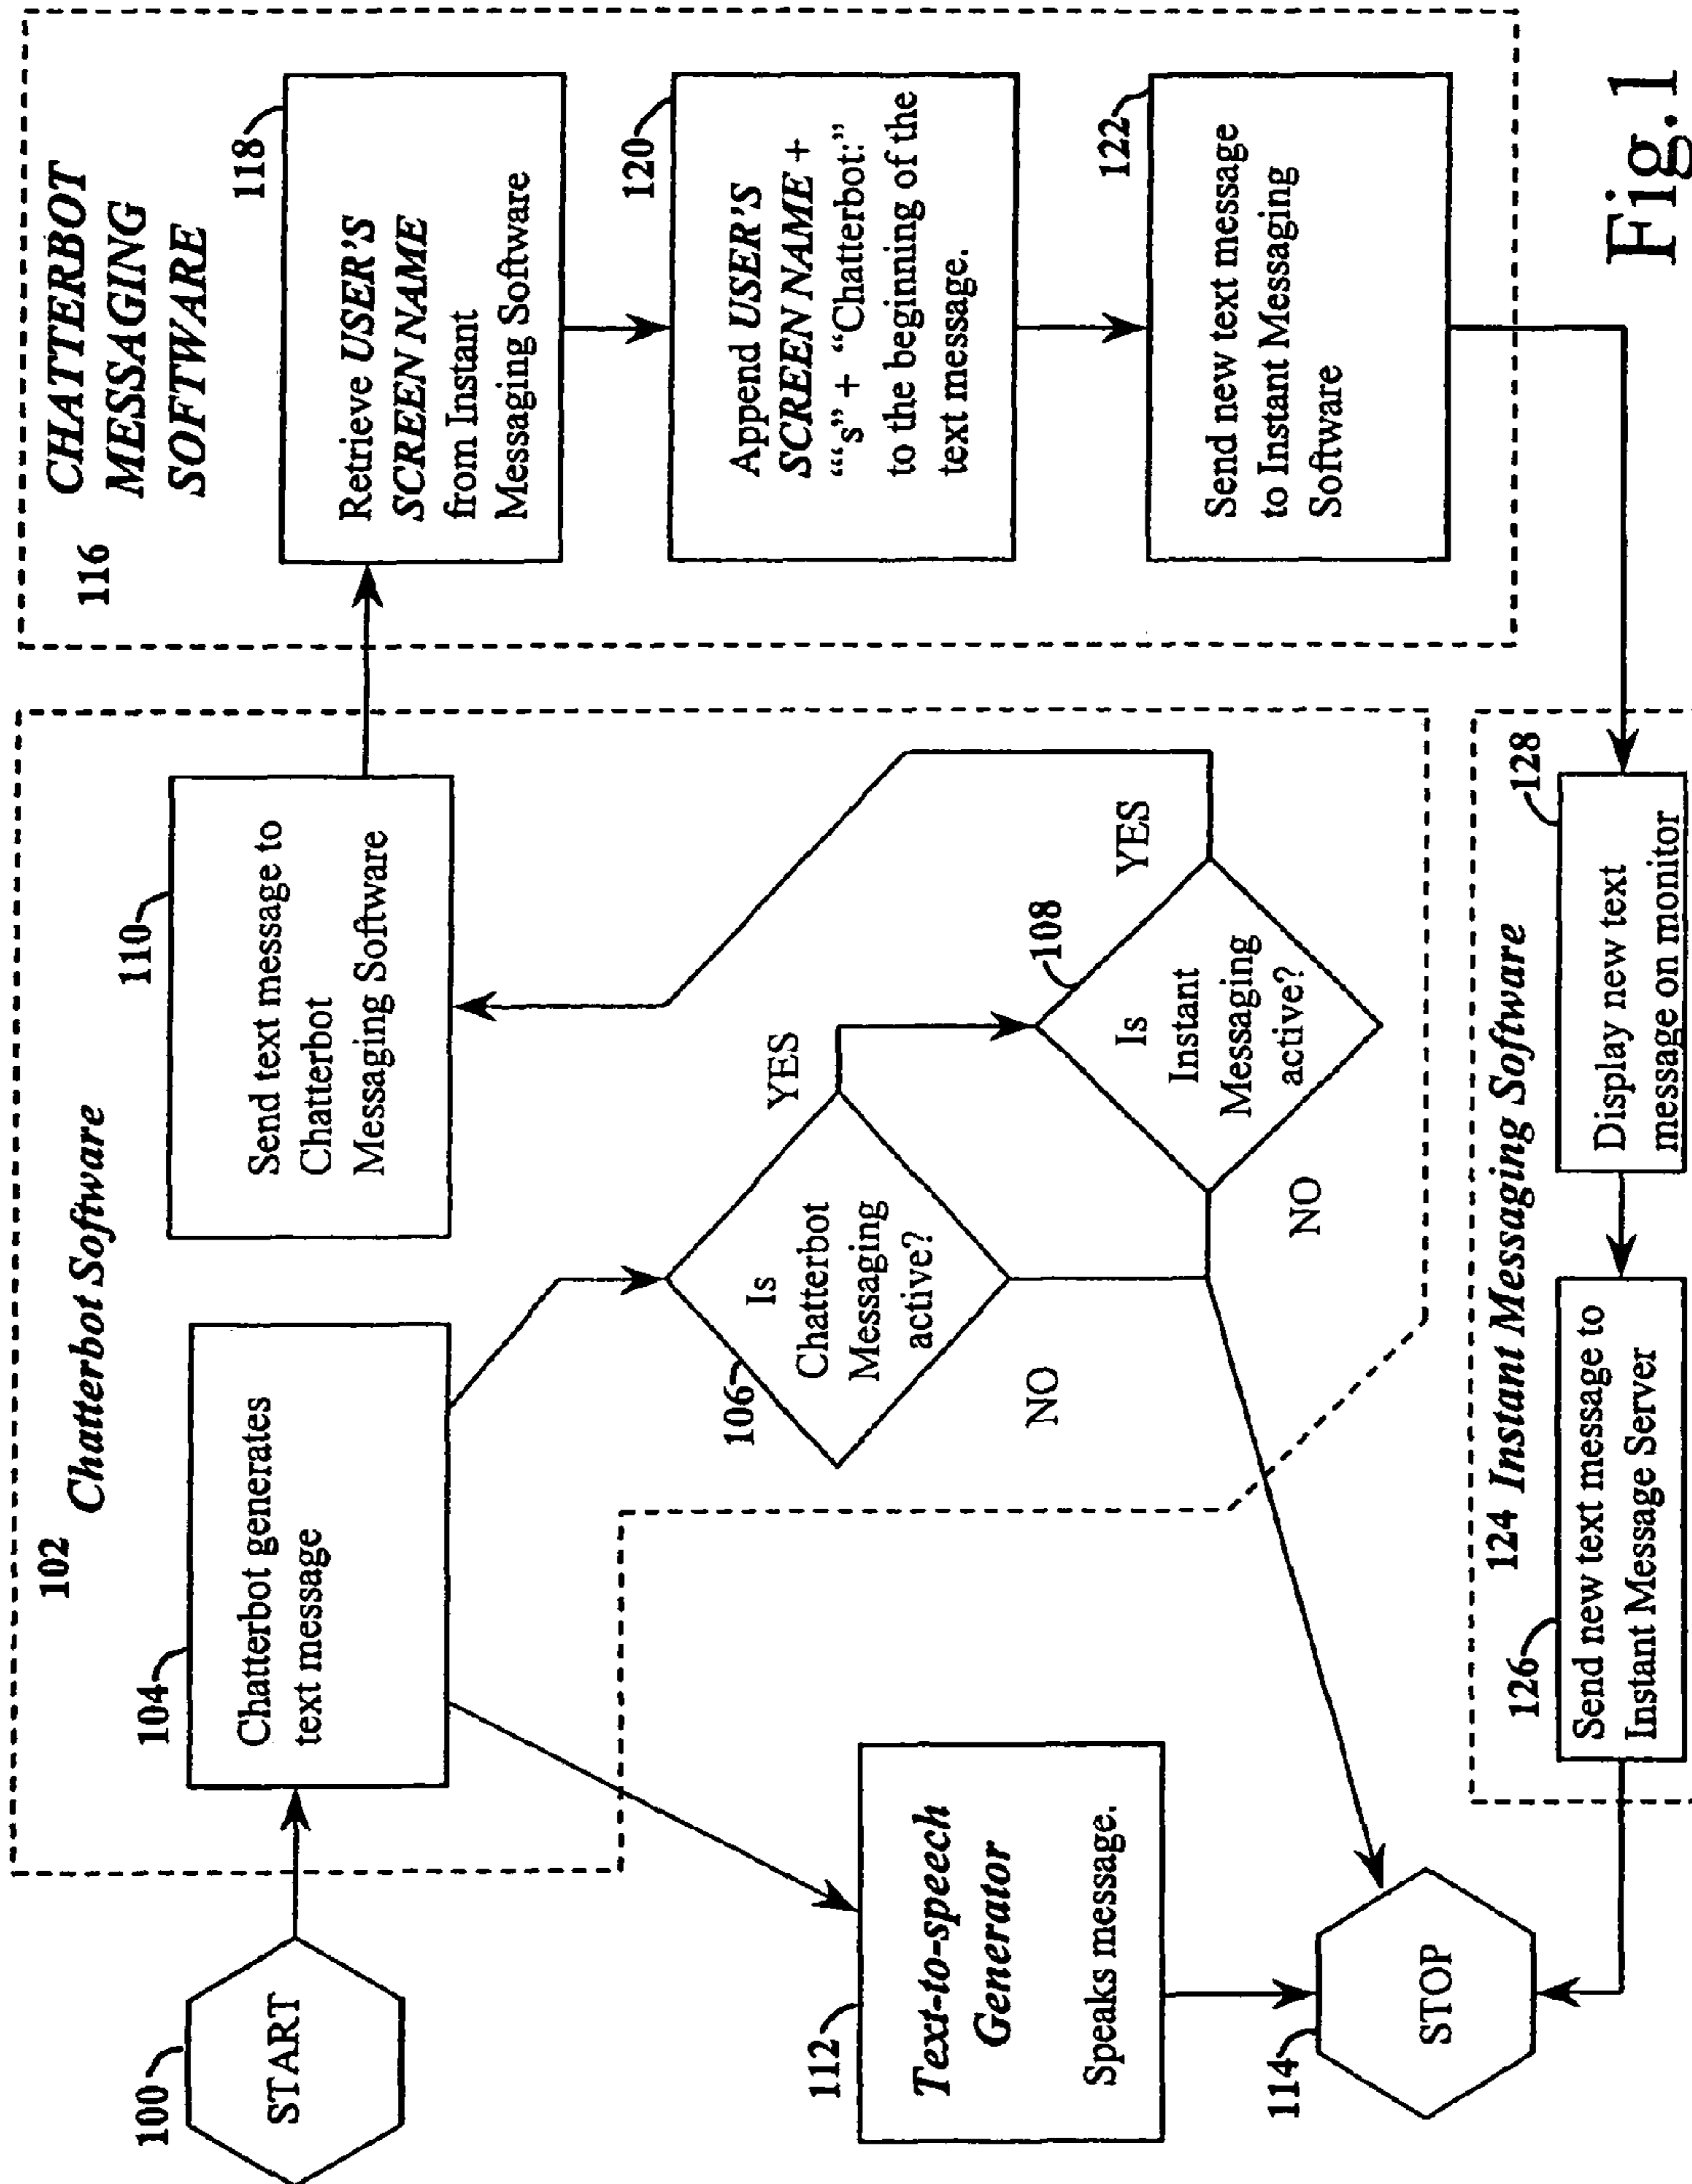 100
START
102
Chatterbot Software
104
Chatterbot generates
text message
106
Is
Chatterbot
Messaging
active?
YES
NO
108
Is
Instant
Messaging
active?
YES
NO
110
Send text message to
Chatterbot
Messaging Software
112
Text-to-speech
Generator
Speaks message.
114
STOP
116
CHATTERBOT
MESSAGING
SOFTWARE
118
Retrieve USER'S
SCREEN NAME
from Instant
Messaging Software
120
Append USER'S
SCREEN NAME +
“‘s” + “Chatterbot:”
to the beginning of the
text message.
122
Send new text message
to Instant Messaging
Software
124 Instant Messaging Software
126
Send new text message to
Instant Message Server
128
Display new text
message on monitor
Fig.1